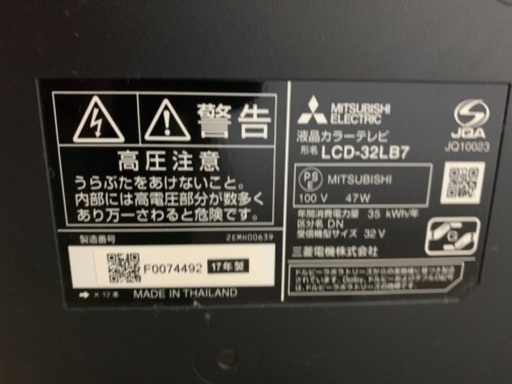 警告
高圧注意
うらぶたをあけないこと。
内部には高電圧部分が数多く
あり万一さわると危険です。
製造番号
2EMH00639
F0074492
17年製
MADE IN THAILAND
MITSUBISHI
ELECTRIC
液晶カラーテレビ
形名 LCD-32LB7
PS
E
MITSUBISHI
100 V 47W
年間消費電力量 35 kWh/年
区分名 DN
受信機型サイズ 32 V
三菱電機株式会社
JQA
JQ10023